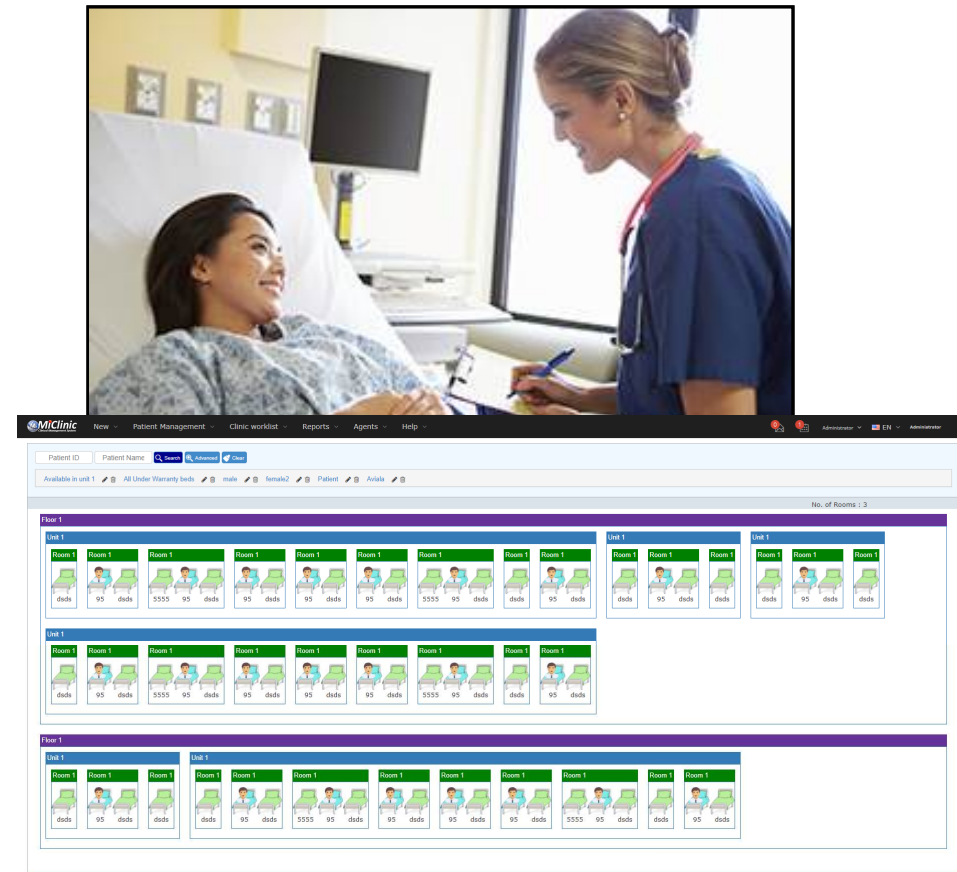 MiClinic New Patient Management Clinic worklist Reports Agents Help 0 1 Administrator EN Administrator
Patient ID Patient Name Search Advanced Clear
Available in unit 1 All Under Warranty beds male female2 Patient Aviala
No. of Rooms : 3
Floor 1
Unit 1 Unit 1 Unit 1
Room 1 Room 1 Room 1 Room 1 Room 1 Room 1 Room 1 Room 1 Room 1 Room 1 Room 1 Room 1 Room 1 Room 1 Room 1
dsds 95 dsds 5555 95 dsds 95 dsds 95 dsds 95 dsds 5555 95 dsds dsds 95 dsds dsds 95 dsds dsds dsds 95 dsds dsds
Unit 1
Room 1 Room 1 Room 1 Room 1 Room 1 Room 1 Room 1 Room 1 Room 1
dsds 95 dsds 5555 95 dsds 95 dsds 95 dsds 95 dsds 5555 95 dsds dsds 95 dsds
Floor 1
Unit 1 Unit 1
Room 1 Room 1 Room 1 Room 1 Room 1 Room 1 Room 1 Room 1 Room 1 Room 1 Room 1 Room 1
dsds 95 dsds dsds dsds 95 dsds 5555 95 dsds 95 dsds 95 dsds 95 dsds 5555 95 dsds dsds 95 dsds